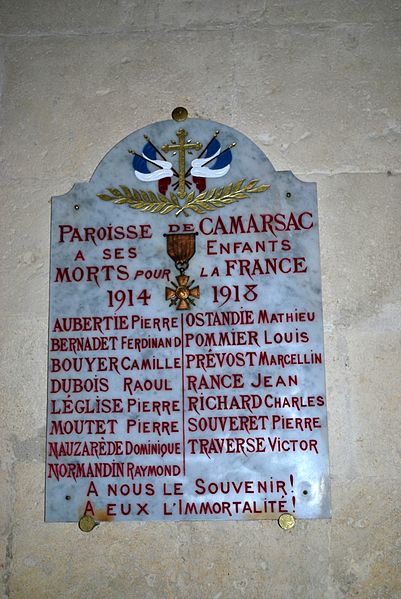 PAROISSE DE CAMARSAC
A SES ENFANTS
MORTS POUR LA FRANCE
1914 1918
AUBERTIE PIERRE
BERNADET FERDINAND
BOUYER CAMILLE
DUBOIS RAOUL
LÉGLISE PIERRE
MOUTET PIERRE
NAUZARÈDE DOMINIQUE
NORMANDIN RAYMOND
OSTANDIE MATHIEU
POMMIER LOUIS
PRÉVOST MARCELLIN
RANCE JEAN
RICHARD CHARLES
SOUVERET PIERRE
TRAVERSE VICTOR
A NOUS LE SOUVENIR!
A EUX L'IMMORTALITÉ!